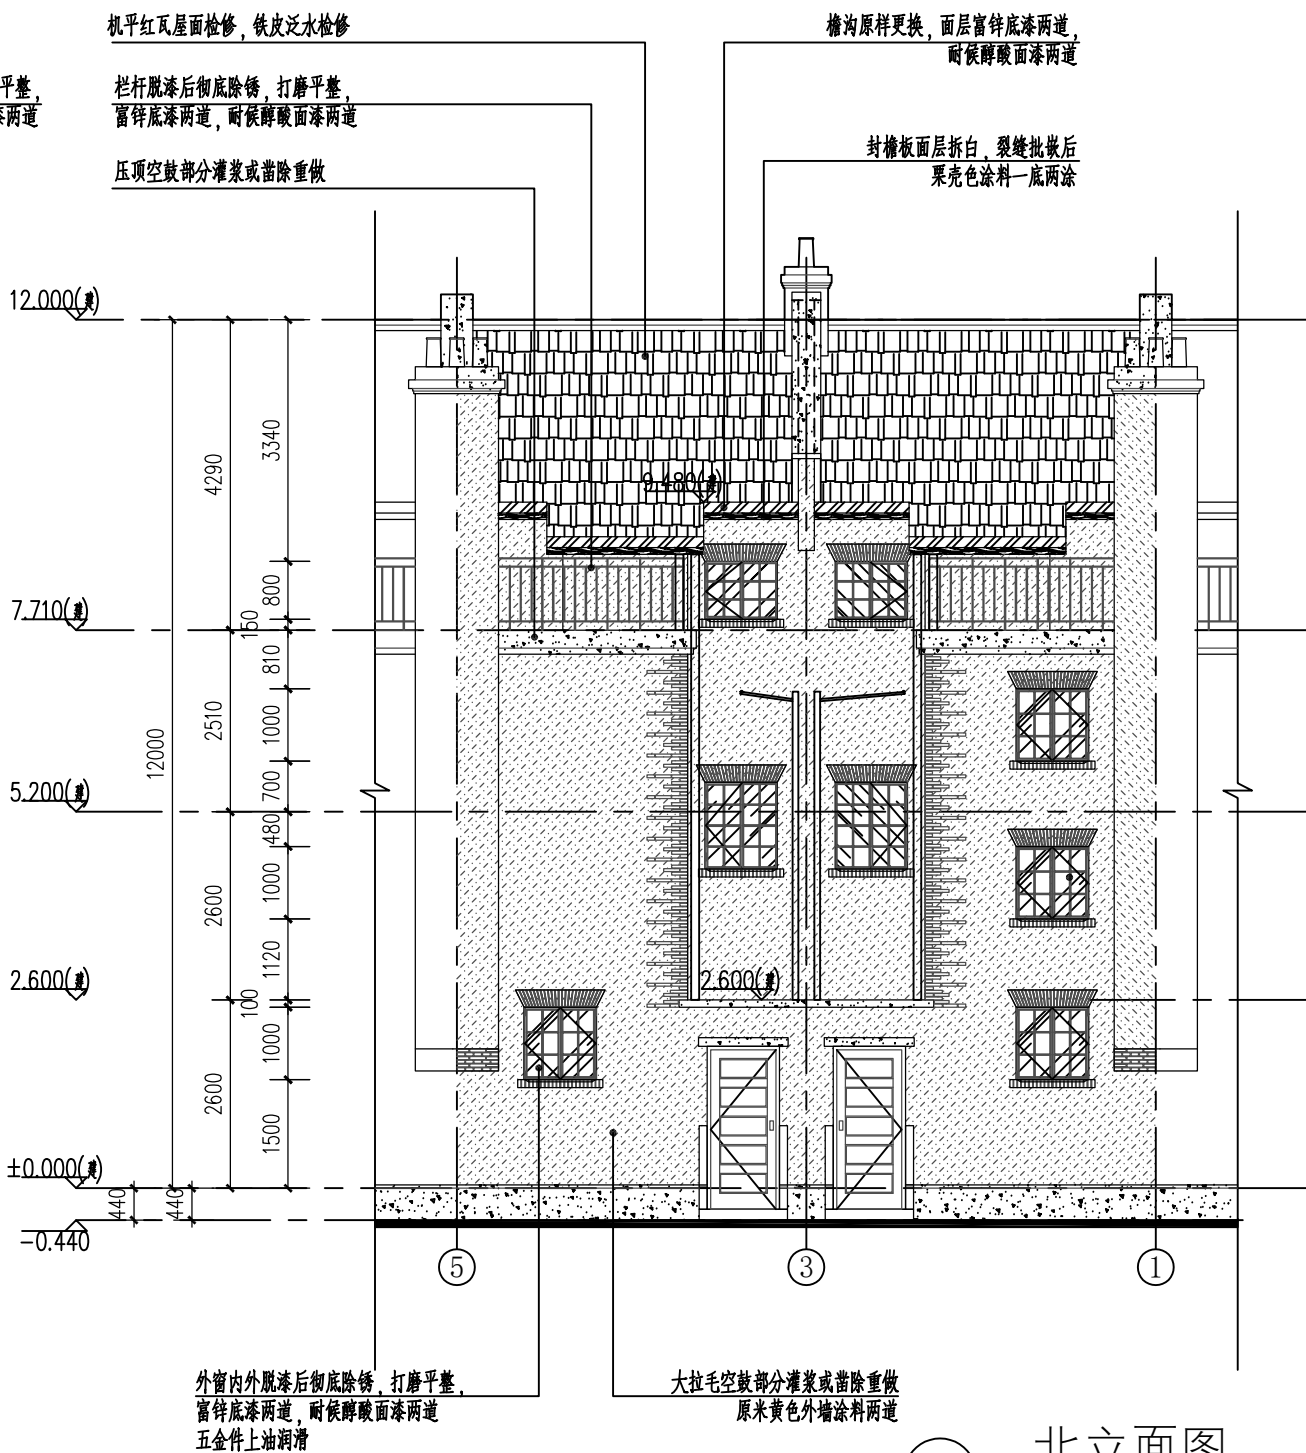 机平红瓦屋面检修，铁皮泛水检修
檐沟原样更换，面层富锌底漆两道，
耐候醇酸面漆两道
平整，
漆两道
栏杆脱漆后彻底除锈，打磨平整，
富锌底漆两道，耐候醇酸面漆两道
封檐板面层拆白，裂缝批嵌后
栗壳色涂料一底两涂
压顶空鼓部分灌浆或凿除重做
12.000(建)
3340
4290
9.480(建)
800
7.710(建)
150
810
2510
1000
12000
700
5.200(建)
480
1000
2600
1120
2.600(建)
2.600(建)
100
1000
2600
1500
±0.000(建)
440
440
-0.440
5
3
1
外窗内外脱漆后彻底除锈，打磨平整，
富锌底漆两道，耐候醇酸面漆两道
五金件上油润滑
大拉毛空鼓部分灌浆或凿除重做
原米黄色外墙涂料两道
北立面图